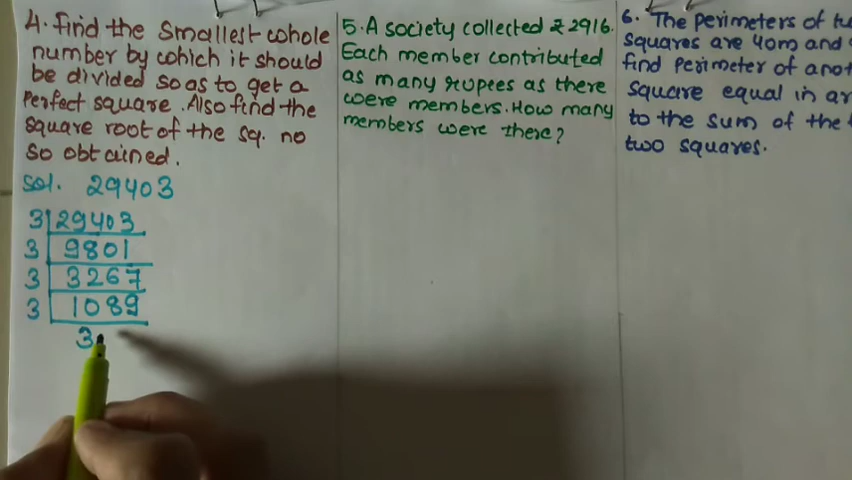 4. Find the smallest whole
number by which it should
be divided so as to get a
perfect square. Also find the
square root of the sq. no
so obtained.
Sol. 29403
3 29403
3 9801
3 3267
3 1089
3
5. A society collected ₹ 2916.
Each member contributed
as many rupees as there
were members. How many
members were there?
6. The perimeters of
squares are 40m and
find perimeter of
square equal in
to the sum of the
two squares.